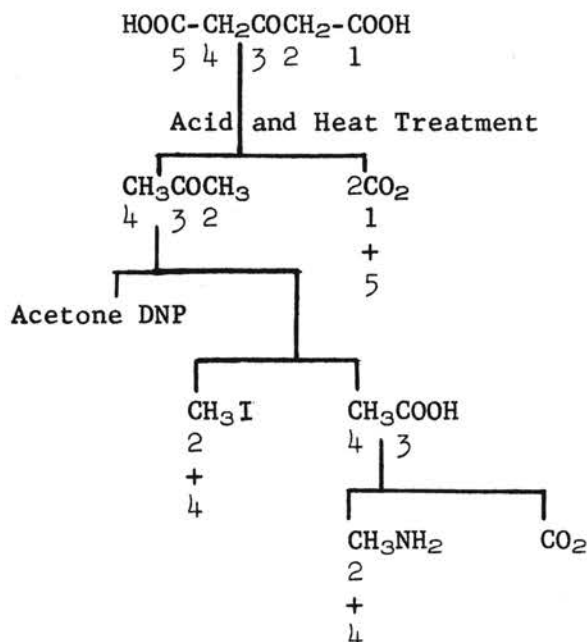 HOOC-CH2COCH2-COOH
5 4 3 2 1
Acid and Heat Treatment
CH3COCH3 2CO2
4 3 2 1
+
5
Acetone DNP
CH3I CH3COOH
2 4 3
+
4
CH3NH2 CO2
2
+
4